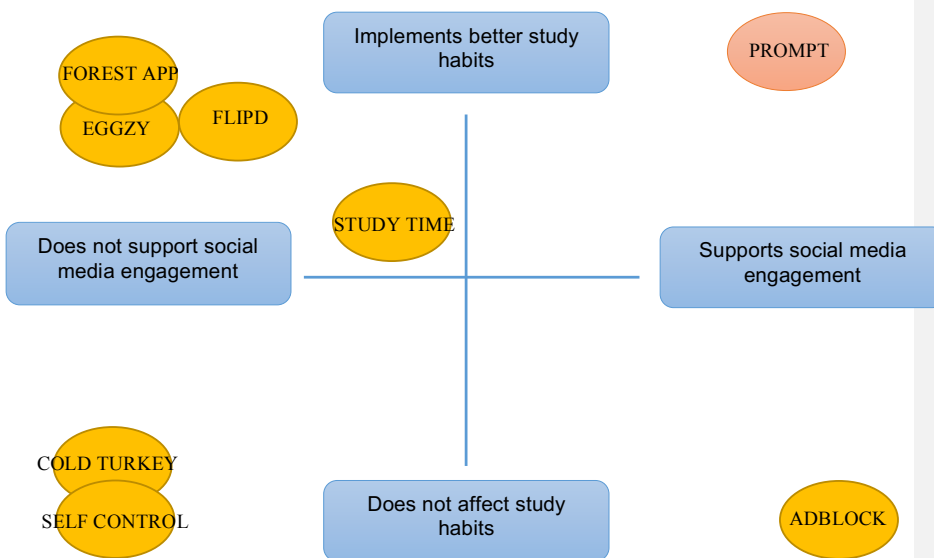 Implements better study
habits
PROMPT
FOREST APP
EGGZY
FLIPD
STUDY TIME
Does not support social
media engagement
Supports social media
engagement
COLD TURKEY
SELF CONTROL
Does not affect study
habits
ADBLOCK